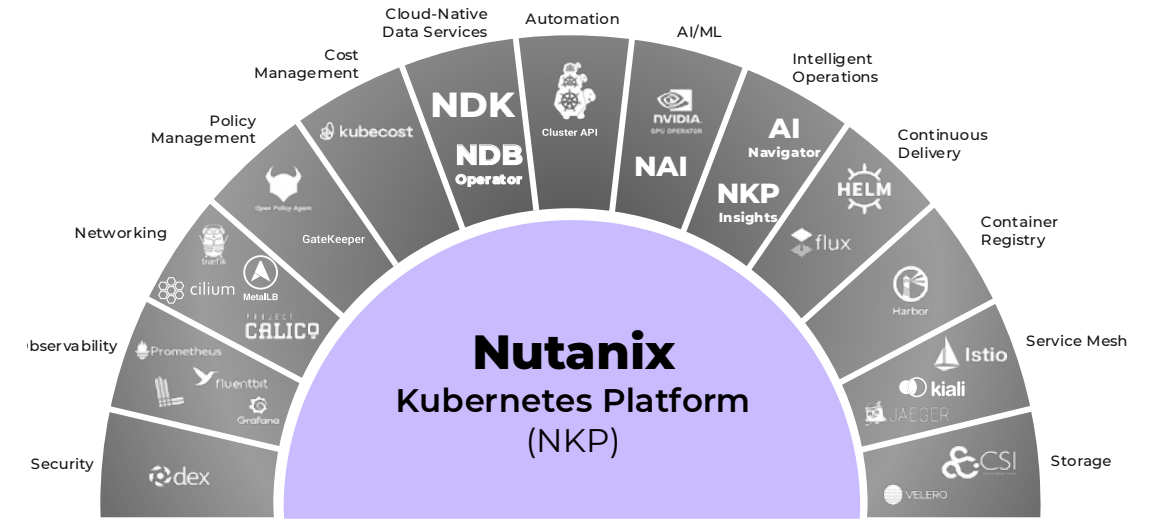 Cloud-Native
Data Services
Automation
AI/ML
Cost
Management
Intelligent
Operations
Policy
Management
Continuous
Delivery
Networking
Container
Registry
bservability
Service Mesh
Security
Storage
dex
Prometheus
fluentbit
Grafana
traefik
cilium
MetalLB
PROJECT
CALICO
Open Policy Agent
GateKeeper
kubecost
NDK
NDB
Operator
Cluster API
NVIDIA
GPU OPERATOR
NAI
AI
Navigator
NKP
Insights
HELM
flux
Harbor
Istio
kiali
JAEGER
CSI
VELERO
Nutanix
Kubernetes Platform
(NKP)